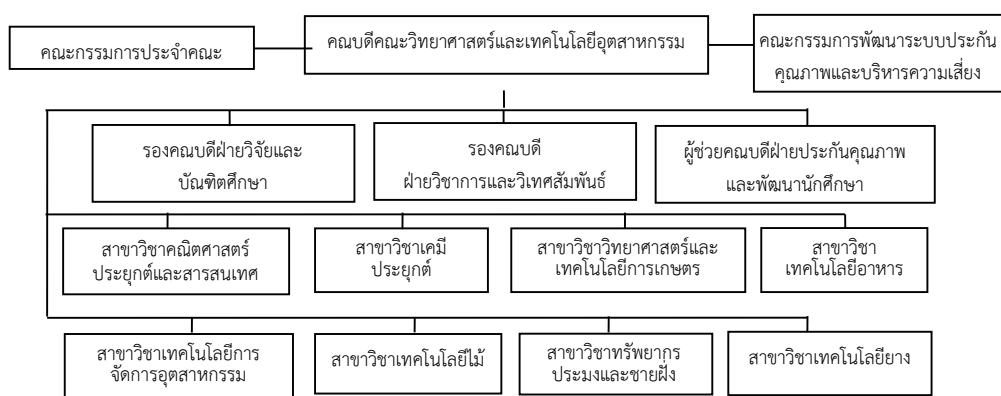 คณะกรรมการประจำคณะ
คณบดีคณะวิทยาศาสตร์และเทคโนโลยีอุตสาหกรรม
คณะกรรมการพัฒนาระบบประกัน
คุณภาพและบริหารความเสี่ยง
รองคณบดีฝ่ายวิจัยและ
บัณฑิตศึกษา
รองคณบดี
ฝ่ายวิชาการและวิเทศสัมพันธ์
ผู้ช่วยคณบดีฝ่ายประกันคุณภาพ
และพัฒนานักศึกษา
สาขาวิชาคณิตศาสตร์
ประยุกต์และสารสนเทศ
สาขาวิชาเคมี
ประยุกต์
สาขาวิชาวิทยาศาสตร์และ
เทคโนโลยีการเกษตร
สาขาวิชา
เทคโนโลยีอาหาร
สาขาวิชาเทคโนโลยีการ
จัดการอุตสาหกรรม
สาขาวิชาเทคโนโลยีไม้
สาขาวิชาทรัพยากร
ประมงและชายฝั่ง
สาขาวิชาเทคโนโลยียาง